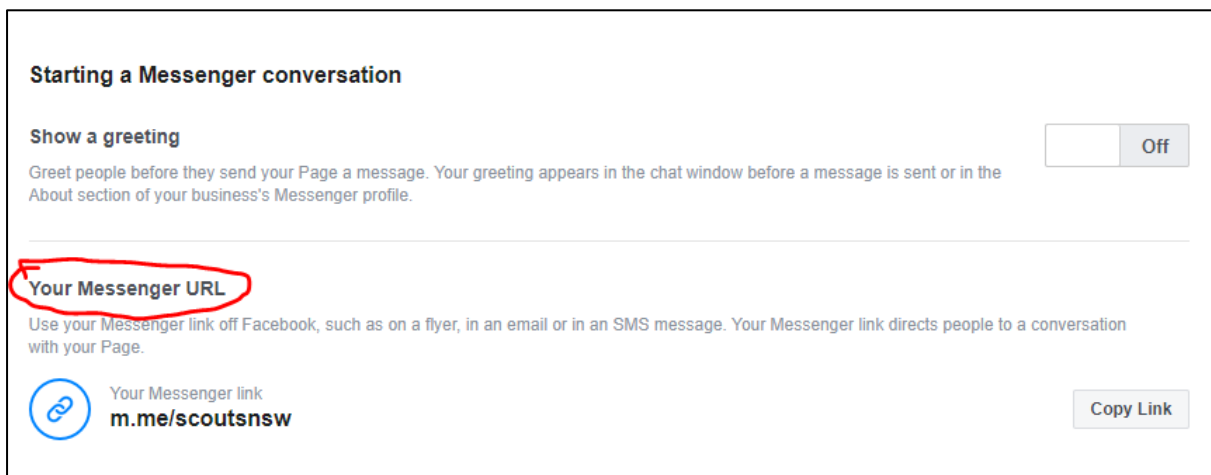 Starting a Messenger conversation
Show a greeting
Off
Greet people before they send your Page a message. Your greeting appears in the chat window before a message is sent or in the
About section of your business's Messenger profile.
Your Messenger URL
Use your Messenger link off Facebook, such as on a flyer, in an email or in an SMS message. Your Messenger link directs people to a conversation
with your Page.
Your Messenger link
m.me/scoutsnsw
Copy Link